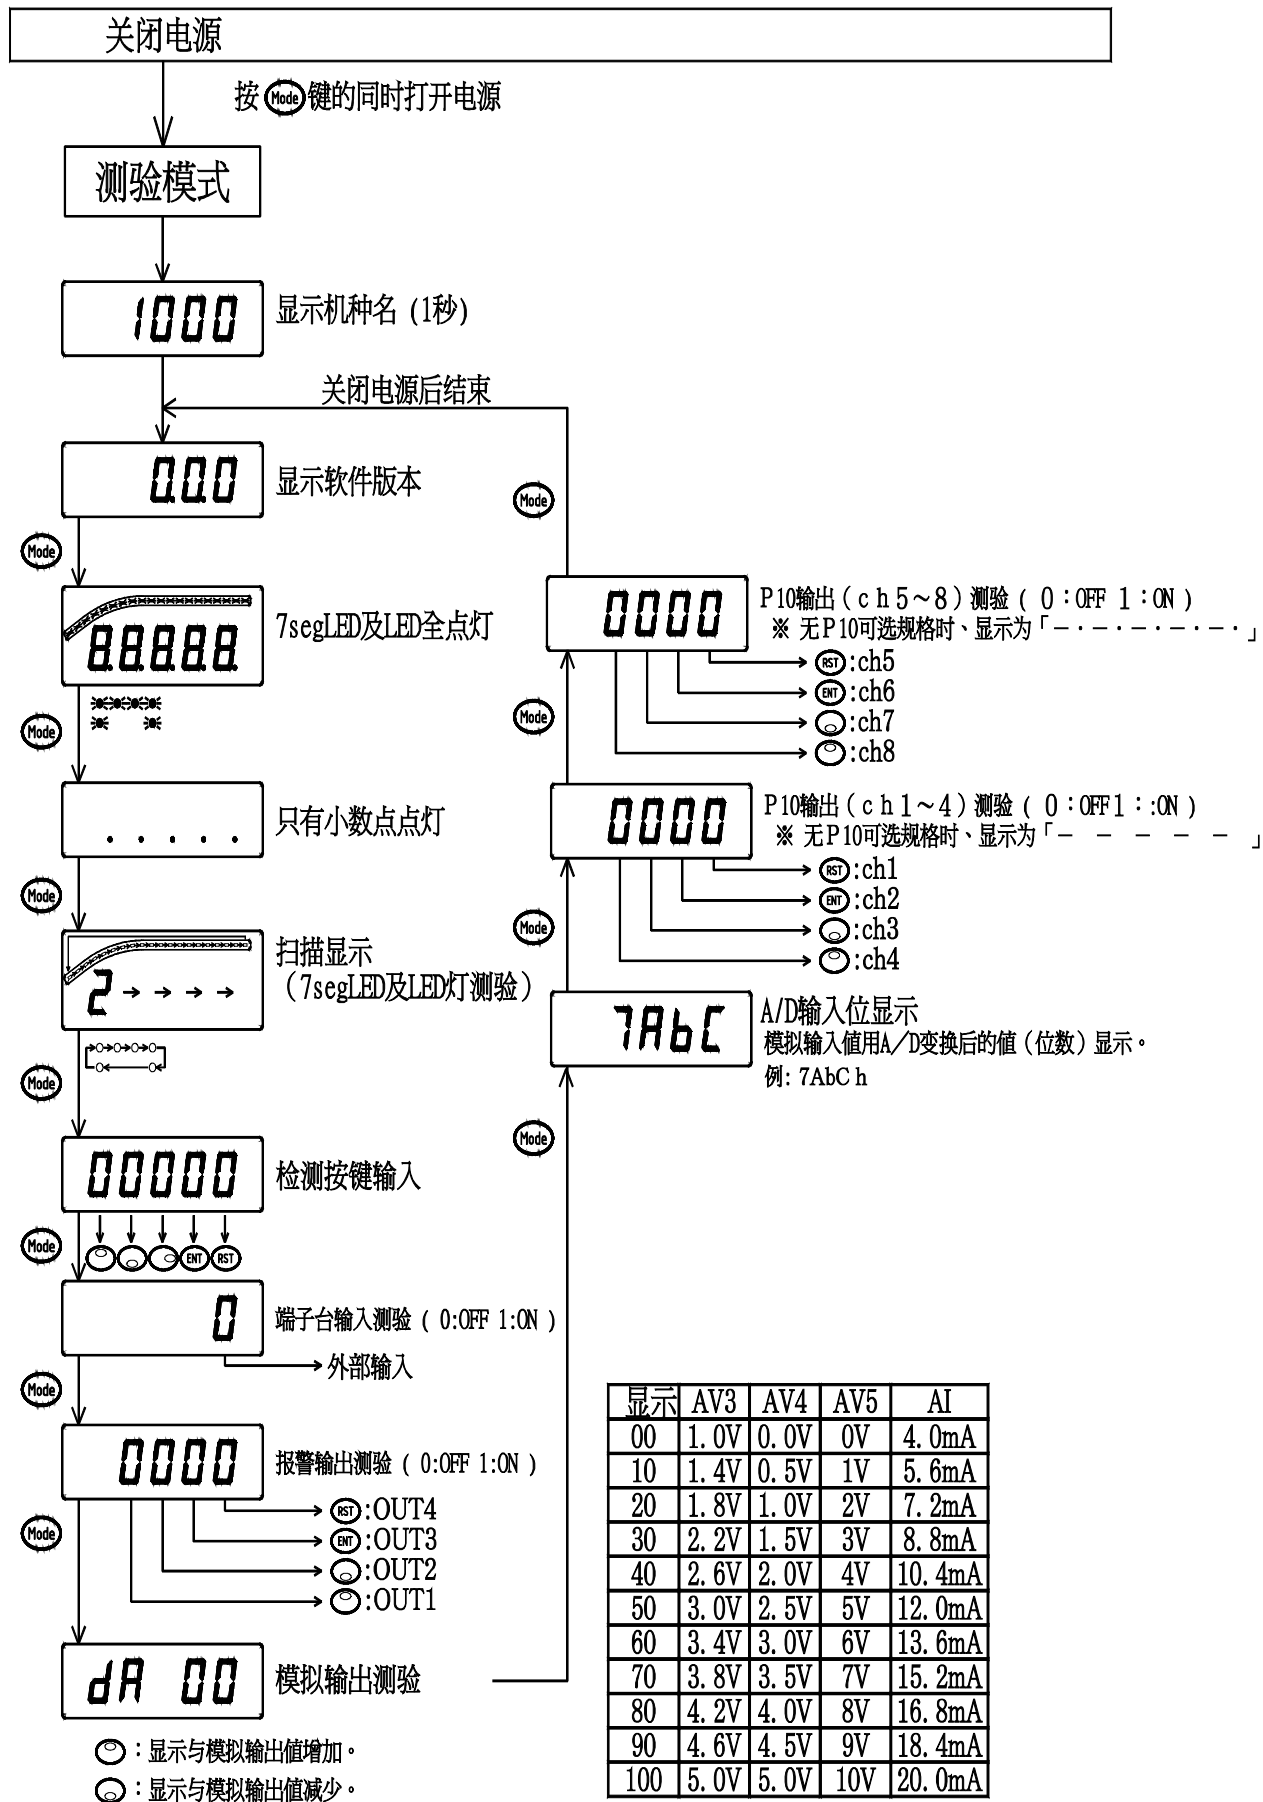 关闭电源
按 Mode 键的同时打开电源
测验模式
1000
显示机种名 (1秒)
关闭电源后结束
0.0.0
显示软件版本
Mode
8.8.8.8.8.
7segLED及LED全点灯
Mode
. . . . .
只有小数点点灯
Mode
2 → → → →
扫描显示
（7segLED及LED灯测验）
Mode
00000
检测按键输入
Mode
ENT RST
0
端子台输入测验 ( 0:OFF 1:ON )
外部输入
Mode
0000
报警输出测验 ( 0:OFF 1:ON )
RST :OUT4
ENT :OUT3
:OUT2
:OUT1
Mode
dA 00
模拟输出测验
：显示与模拟输出値增加。
：显示与模拟输出値减少。
Mode
0000
P10输出（ch5～8）测验 ( 0：OFF 1：ON )
※ 无P10可选规格时、显示为「－.－.－.－.－.」
RST :ch5
ENT :ch6
:ch7
:ch8
Mode
0000
P10输出（ch1～4）测验 ( 0：OFF1：:ON )
※ 无P10可选规格时、显示为「－ － － － － 」
RST :ch1
ENT :ch2
:ch3
:ch4
Mode
7AbC
A/D输入位显示
模拟输入値用A／D变换后的値（位数）显示。
例: 7AbC h
Mode
显示 AV3 AV4 AV5 AI
00 1.0V 0.0V 0V 4.0mA
10 1.4V 0.5V 1V 5.6mA
20 1.8V 1.0V 2V 7.2mA
30 2.2V 1.5V 3V 8.8mA
40 2.6V 2.0V 4V 10.4mA
50 3.0V 2.5V 5V 12.0mA
60 3.4V 3.0V 6V 13.6mA
70 3.8V 3.5V 7V 15.2mA
80 4.2V 4.0V 8V 16.8mA
90 4.6V 4.5V 9V 18.4mA
100 5.0V 5.0V 10V 20.0mA